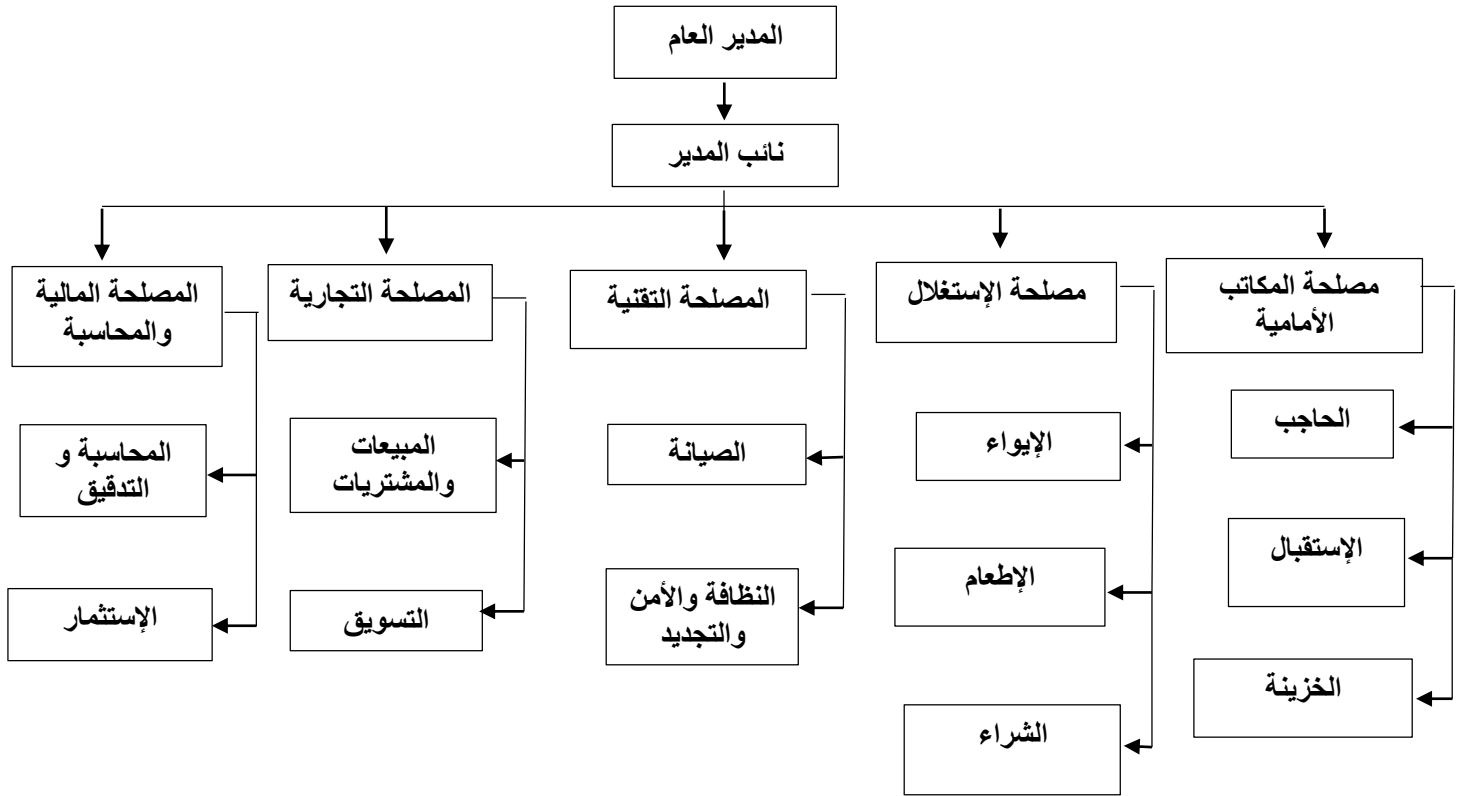 المدير العام
نائب المدير
مصلحة المكاتب
الأمامية
مصلحة الإستغلال
المصلحة التقنية
المصلحة التجارية
المصلحة المالية
والمحاسبة
الحاجب
الإستقبال
الخزينة
الإيواء
الإطعام
الشراء
الصيانة
النظافة والأمن
والتجديد
المبيعات
والمشتريات
التسويق
المحاسبة و
التدقيق
الإستثمار